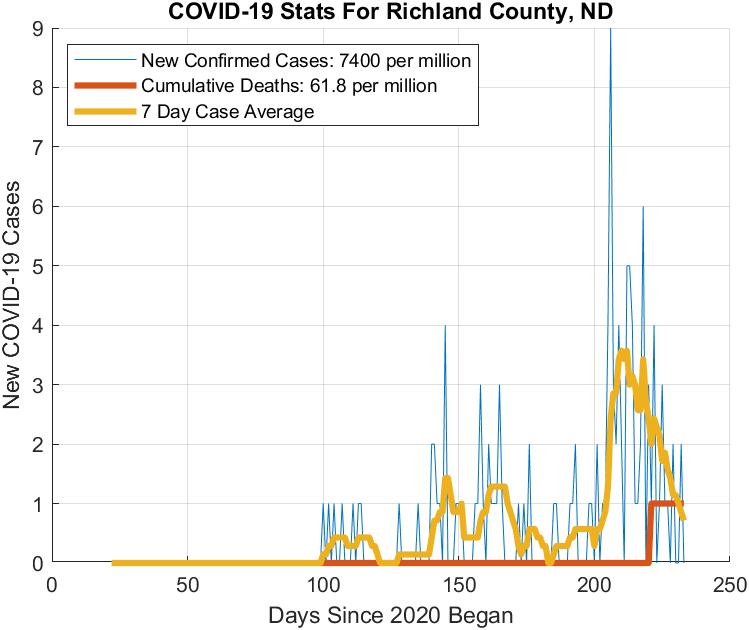 COVID-19 Stats For Richland County, ND
New Confirmed Cases: 7400 per million
Cumulative Deaths: 61.8 per million
7 Day Case Average
New COVID-19 Cases
9
8
7
6
5
4
3
2
1
0
0 50 100 150 200 250
Days Since 2020 Began